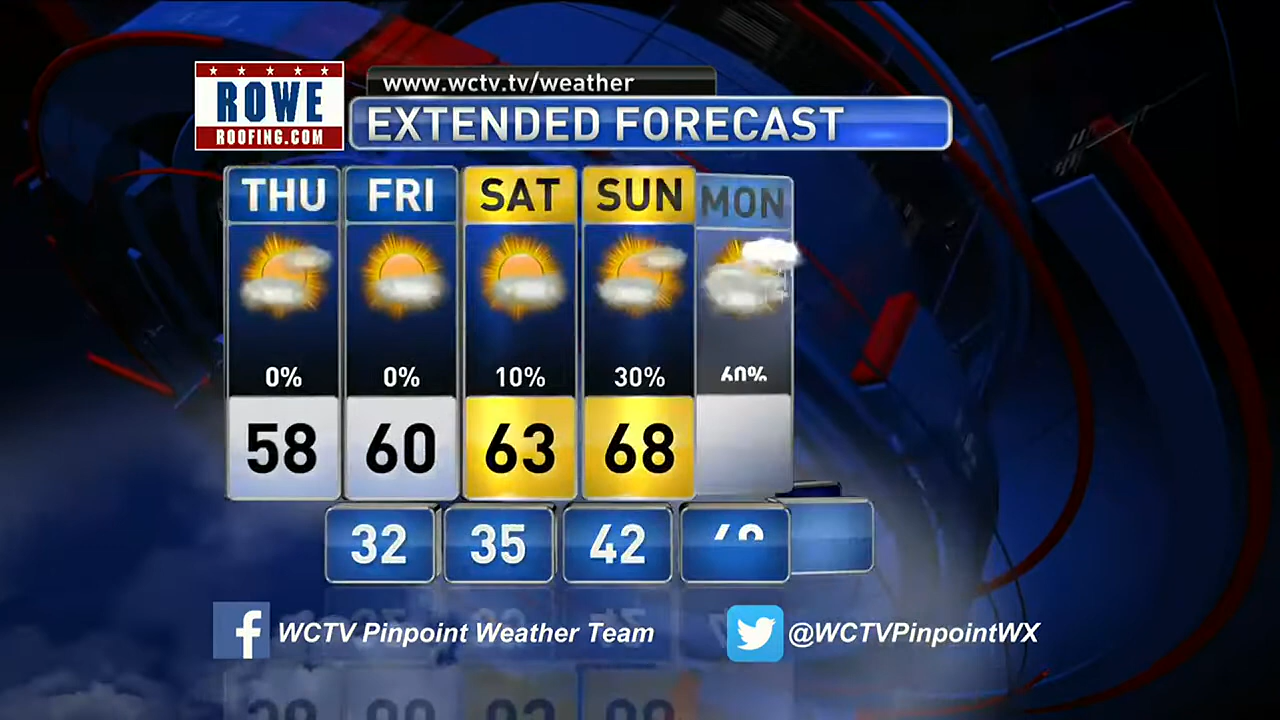 ROWE
ROOFING.COM
www.wctv.tv/weather
EXTENDED FORECAST
THU FRI SAT SUN MON
0% 0% 10% 30% 60%
58 60 63 68
32 35 42
WCTV Pinpoint Weather Team @WCTVPinpointWX